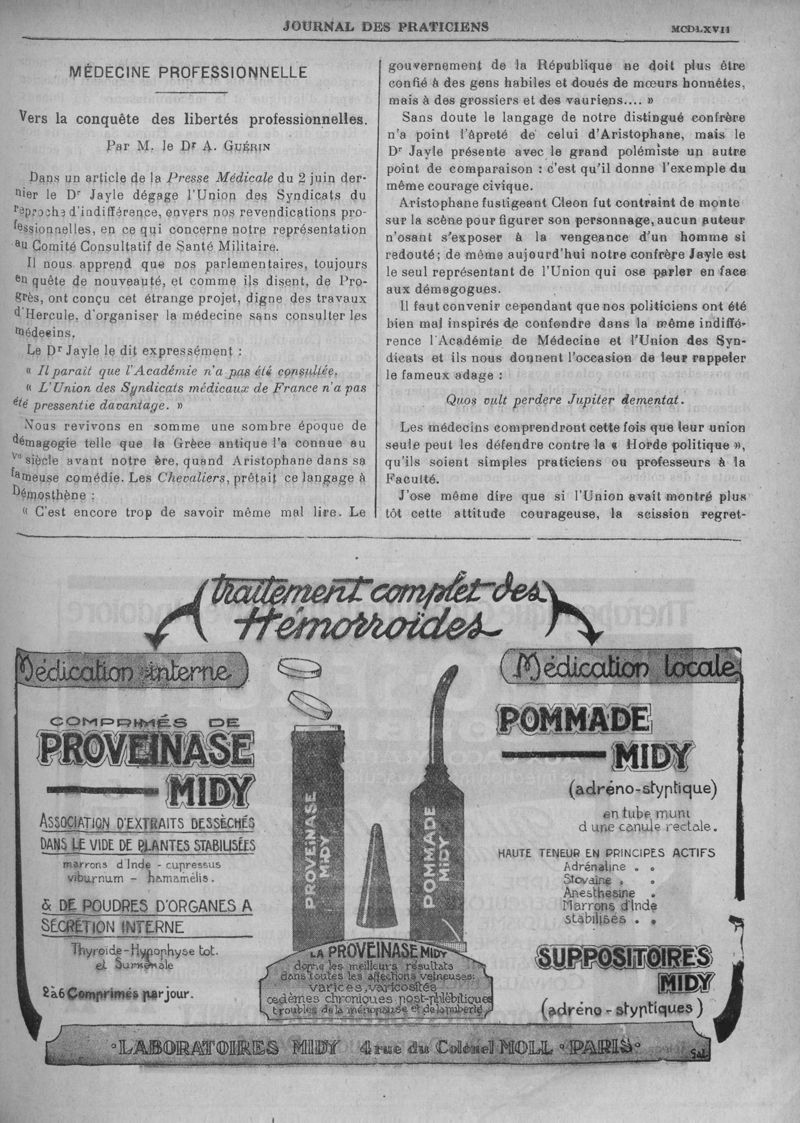 JOURNAL DES PRATICIENS
MCDLXVII
MÉDECINE PROFESSIONNELLE
Vers la conquête des libertés professionnelles.
Par M. le Dr A. GUÉRIN
Dans un article de la Presse Médicale du 2 juin der-
nier le Dr Jayle dégage l'Union des Syndicats du
reproche d'indifférence, envers nos revendications pro-
fessionnelles, en ce qui concerne notre représentation
au Comité Consultatif de Santé Militaire.
Il nous apprend que nos parlementaires, toujours
en quête de nouveauté, et comme ils disent, de Pro-
grès, ont conçu cet étrange projet, digne des travaux
d'Hercule, d'organiser la médecine sans consulter les
médecins.
Le Dr Jayle le dit expressément :
« Il paraît que l'Académie n'a pas été consultée.
« L'Union des Syndicats médicaux de France n'a pas
été pressentie davantage. »
Nous revivons en somme une sombre époque de
démagogie telle que la Grèce antique l'a connue au
Ve siècle avant notre ère, quand Aristophane dans sa
fameuse comédie. Les Chevaliers, prêtait ce langage à
Démosthène :
« C'est encore trop de savoir même mal lire. Le
gouvernement de la République ne doit plus être
confié à des gens habiles et doués de mœurs honnêtes,
mais à des grossiers et des vauriens.... »
Sans doute le langage de notre distingué confrère
n'a point l'âpreté de celui d'Aristophane, mais le
Dr Jayle présente avec le grand polémiste un autre
point de comparaison : c'est qu'il donne l'exemple du
même courage civique.
Aristophane fustigeant Cleon fut contraint de monte
sur la scène pour figurer son personnage, aucun auteur
n'osant s'exposer à la vengeance d'un homme si
redouté; de même aujourd'hui notre confrère Jayle est
le seul représentant de l'Union qui ose parler en face
aux démagogues.
Il faut convenir cependant que nos politiciens ont été
bien mal inspirés de confondre dans la même indiffé-
rence l'Académie de Médecine et l'Union des Syn-
dicats et ils nous donnent l'occasion de leur rappeler
le fameux adage :
Quos vult perdere Jupiter dementat.
Les médecins comprendront cette fois que leur union
seule peut les défendre contre la « Horde politique »,
qu'ils soient simples praticiens ou professeurs à la
Faculté.
J'ose même dire que si l'Union avait montré plus
tôt cette attitude courageuse, la scission regret-
Traitement complet des
Hémorroïdes
Médication interne
COMPRIMÉS DE
PROVEINASE
MIDY
ASSOCIATION D'EXTRAITS DESSÉCHÉS
DANS LE VIDE DE PLANTES STABILISÉES
marrons d'Inde - cupressus
viburnum - hamamélis.
& DE POUDRES D'ORGANES A
SÉCRÉTION INTERNE
Thyroïde - Hypophyse tot.
et Surrénale
2 à 6 Comprimés par jour.
PROVEINASE MIDY
POMMADE MIDY
LA PROVEINASE MIDY
donne les meilleurs résultats
dans toutes les affections veineuses:
varices, varicosités,
œdèmes chroniques post-phlébitiques
troubles de la ménopause et de la puberté
Médication locale
POMMADE
MIDY
(adréno-styptique)
en tube muni
d'une canule rectale.
HAUTE TENEUR EN PRINCIPES ACTIFS
Adrénaline . .
Stovaïne . .
Anesthésine .
Marrons d'Inde
stabilisés . .
SUPPOSITOIRES
MIDY
(adréno-styptiques)
LABORATOIRES MIDY 4 rue du Colonel MOLL PARIS